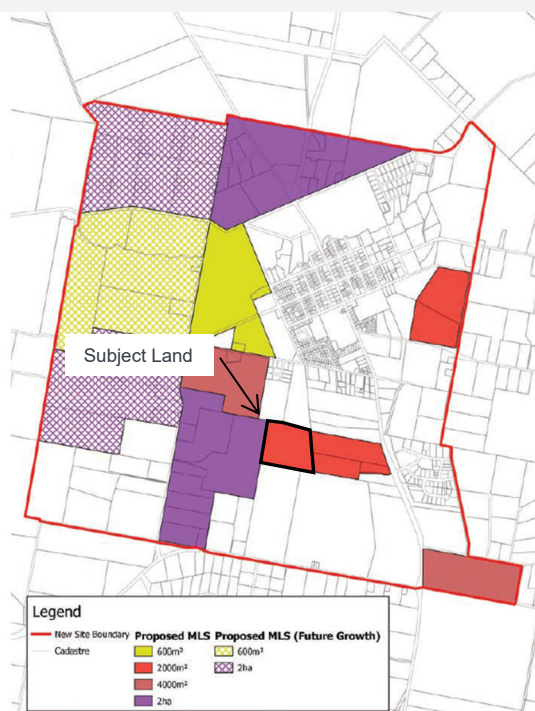 Subject Land
Legend
New Site Boundary Proposed MLS Proposed MLS (Future Growth)
Cadastre 600m² 600m²
2000m² 2ha
4000m²
2ha